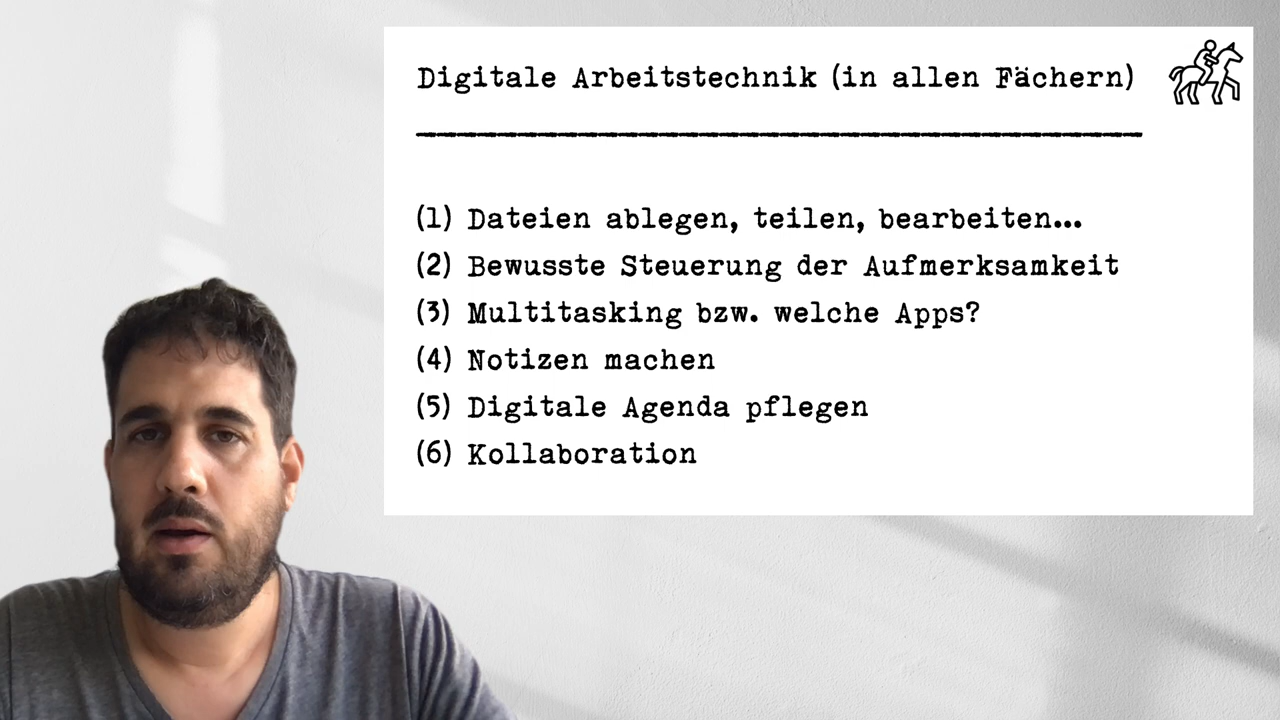 Digitale Arbeitstechnik (in allen Fächern)
(1) Dateien ablegen, teilen, bearbeiten...
(2) Bewusste Steuerung der Aufmerksamkeit
(3) Multitasking bzw. welche Apps?
(4) Notizen machen
(5) Digitale Agenda pflegen
(6) Kollaboration